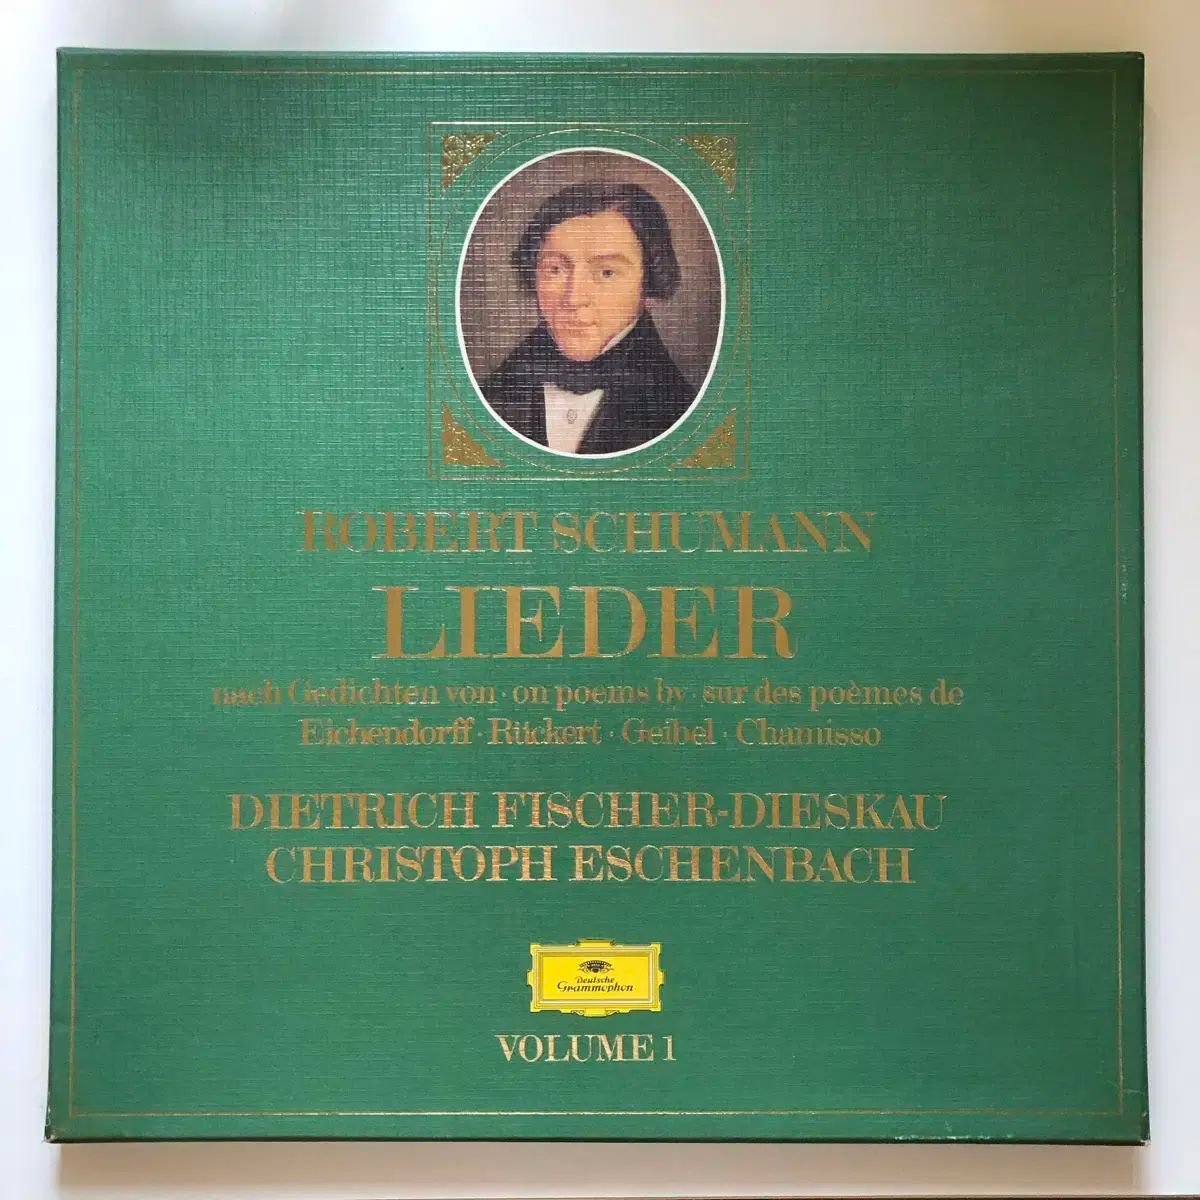 ROBERT SCHUMANN
LIEDER
nach Gedichten von · on poems by · sur des poèmes de
Eichendorff · Rückert · Geibel · Chamisso
DIETRICH FISCHER-DIESKAU
CHRISTOPH ESCHENBACH
Deutsche
Grammophon
VOLUME 1